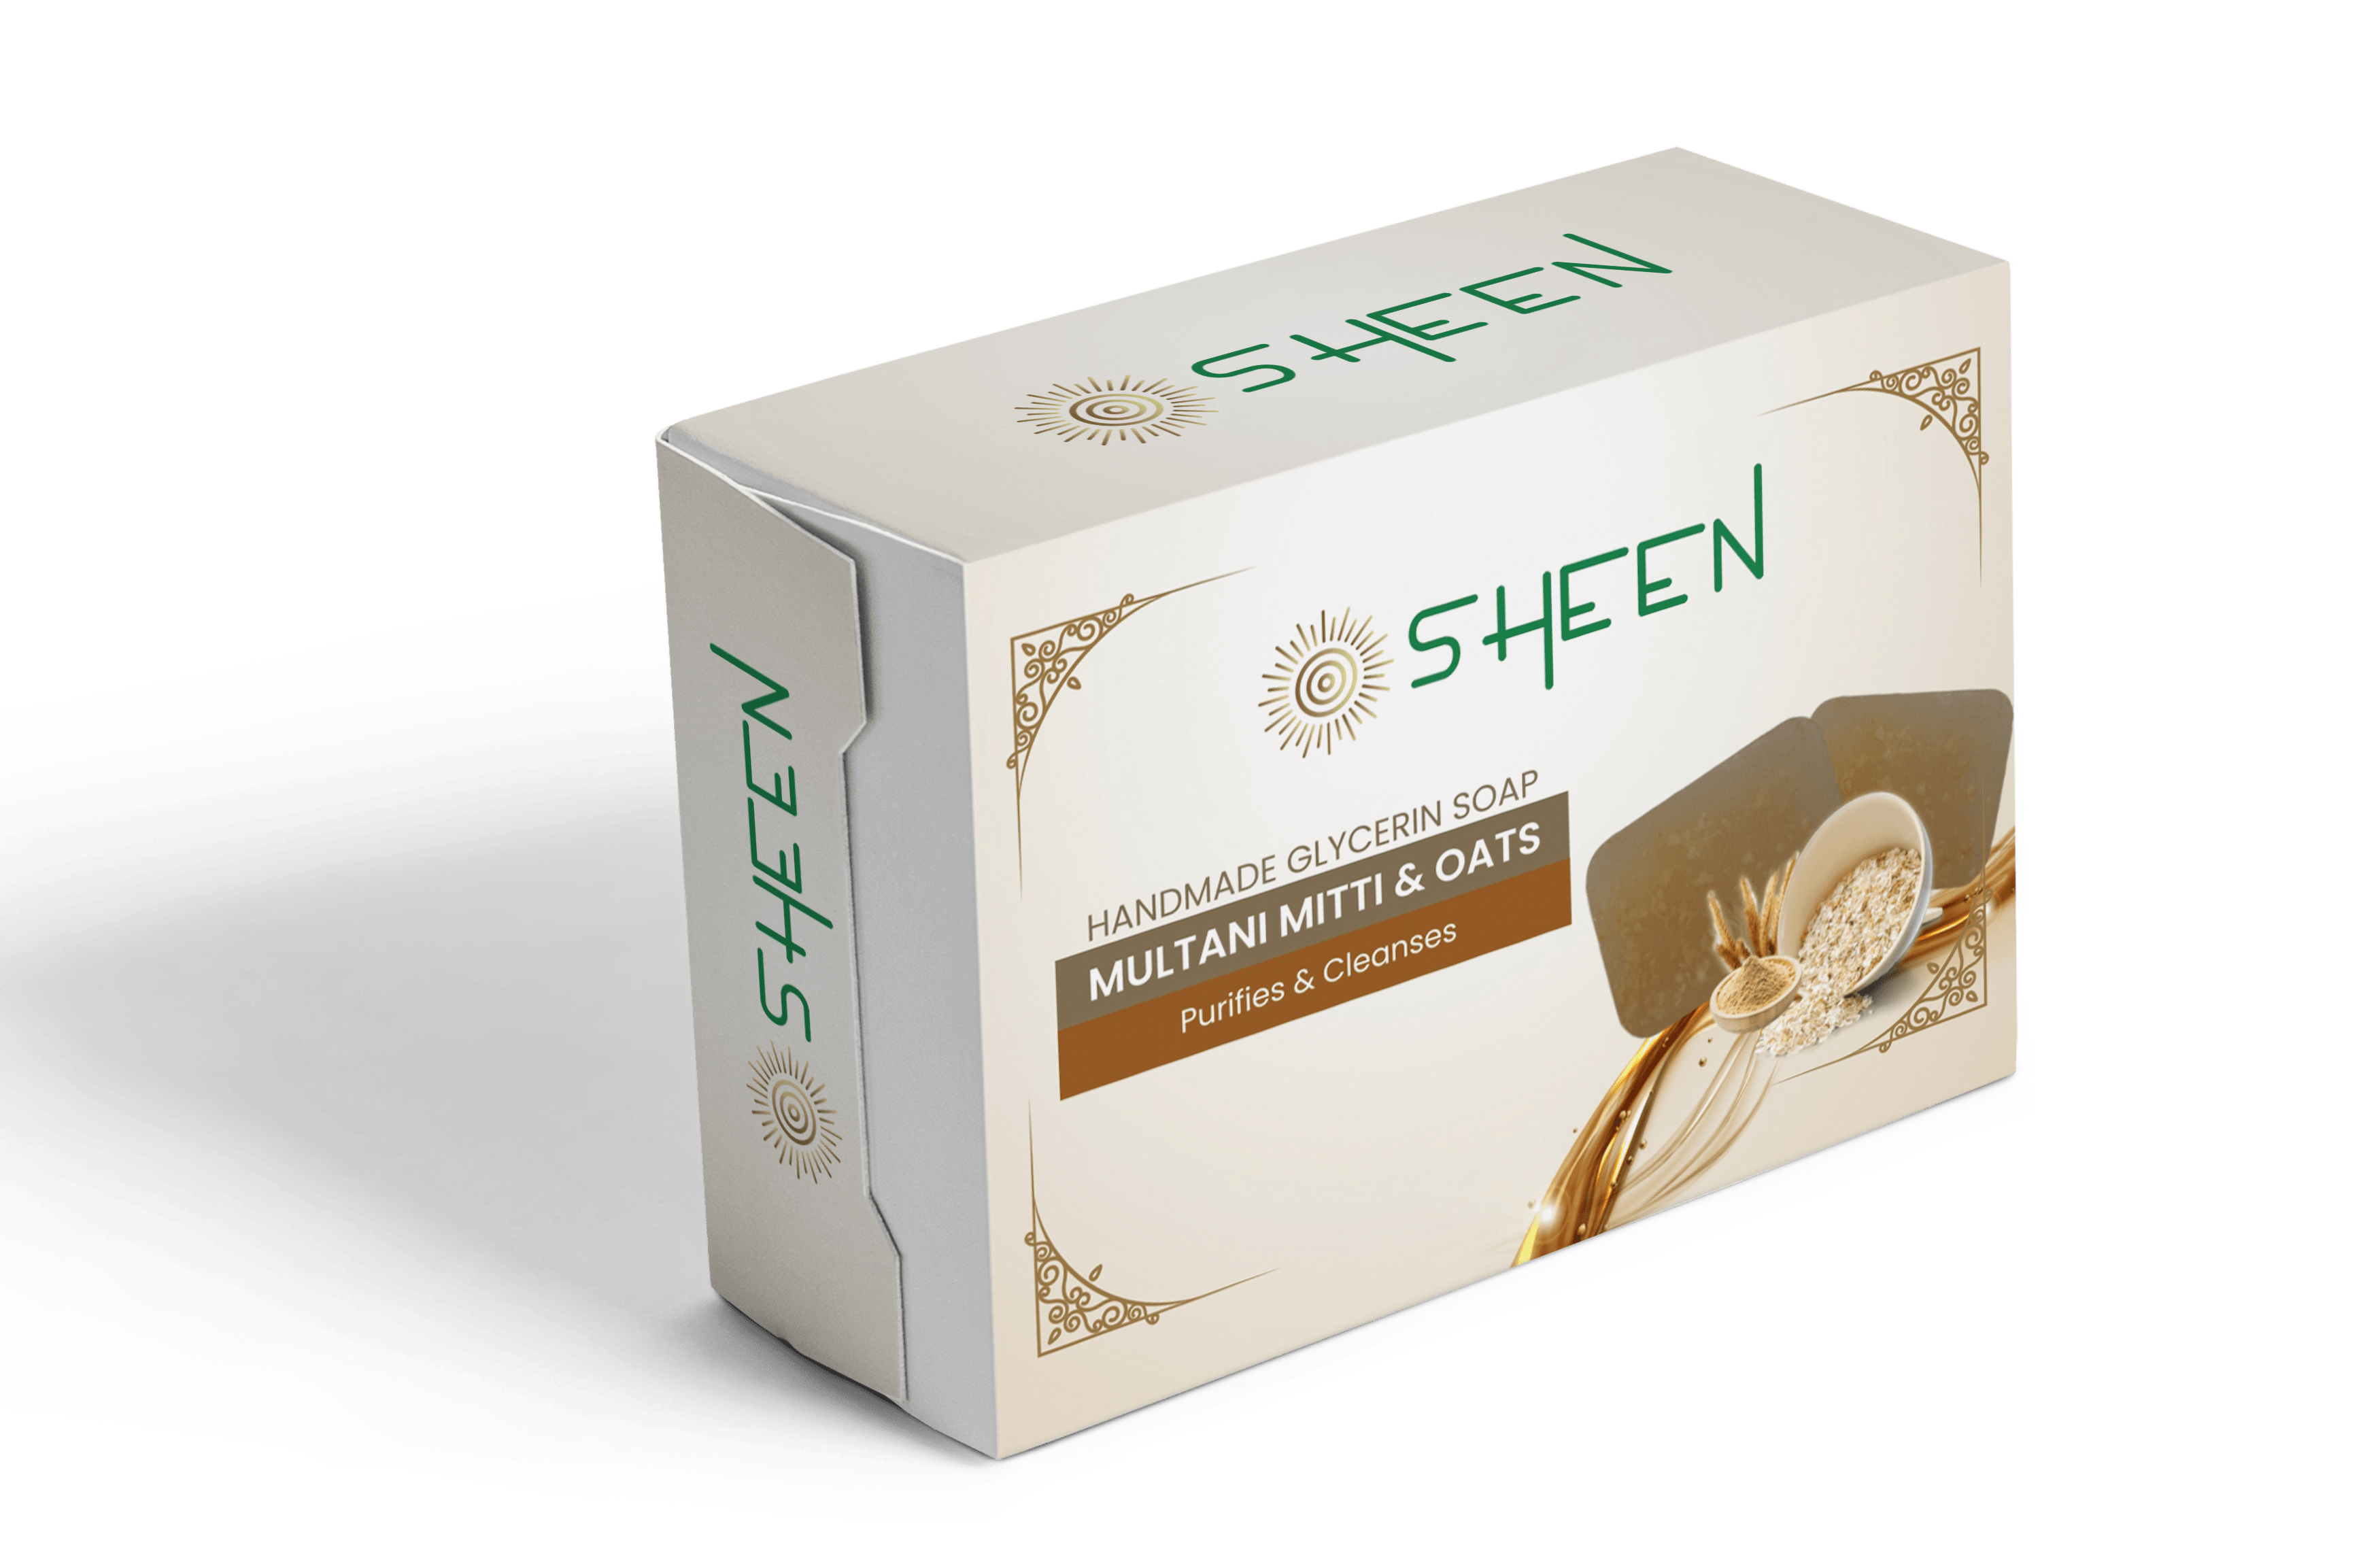 SHEEN
SHEEN
HANDMADE GLYCERIN SOAP
MULTANI MITTI & OATS
Purifies & Cleanses
SHEEN